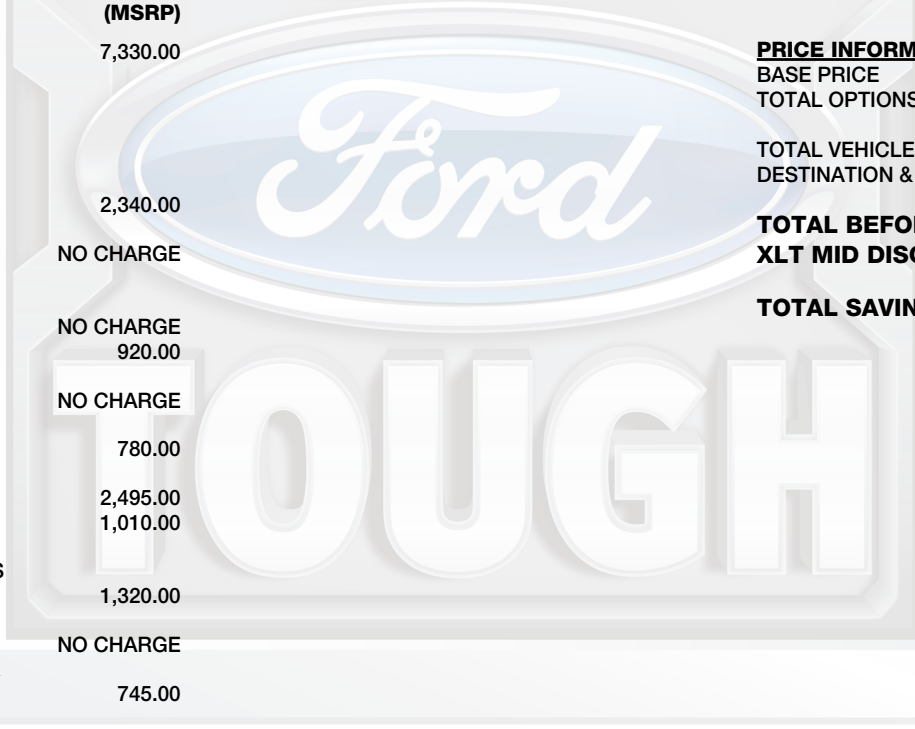 (MSRP)
7,330.00
2,340.00
NO CHARGE
NO CHARGE
920.00
NO CHARGE
780.00
2,495.00
1,010.00
S
1,320.00
NO CHARGE
745.00
PRICE INFORM
BASE PRICE
TOTAL OPTIONS
TOTAL VEHICLE
DESTINATION &
TOTAL BEFO
XLT MID DISC
TOTAL SAVIN
Ford
TOUGH